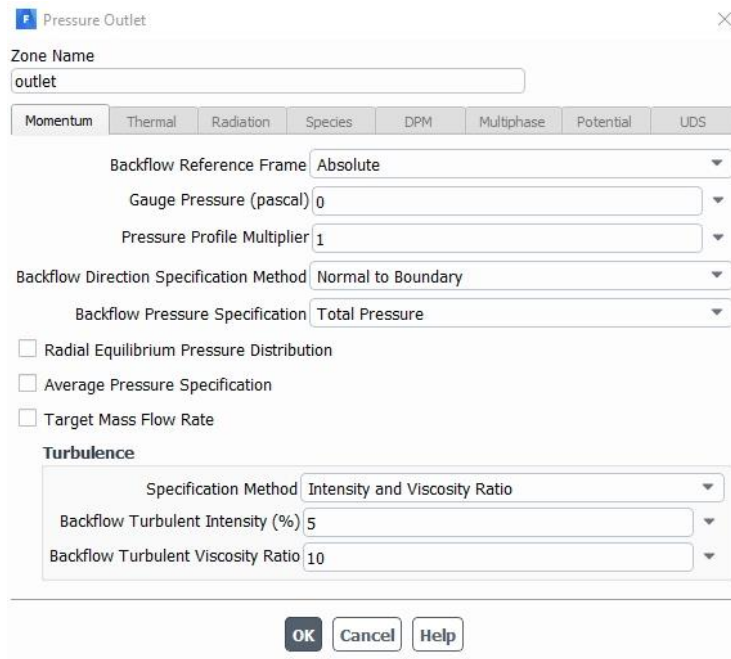 F Pressure Outlet
Zone Name
outlet
Momentum Thermal Radiation Species DPM Multiphase Potential UDS
Backflow Reference Frame Absolute
Gauge Pressure (pascal) 0
Pressure Profile Multiplier 1
Backflow Direction Specification Method Normal to Boundary
Backflow Pressure Specification Total Pressure
Radial Equilibrium Pressure Distribution
Average Pressure Specification
Target Mass Flow Rate
Turbulence
Specification Method Intensity and Viscosity Ratio
Backflow Turbulent Intensity (%) 5
Backflow Turbulent Viscosity Ratio 10
OK Cancel Help